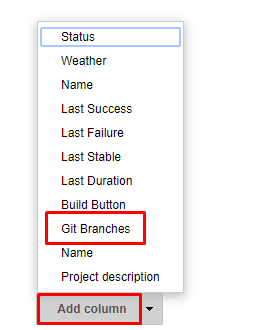 Status
Weather
Name
Last Success
Last Failure
Last Stable
Last Duration
Build Button
Git Branches
Name
Project description
Add column